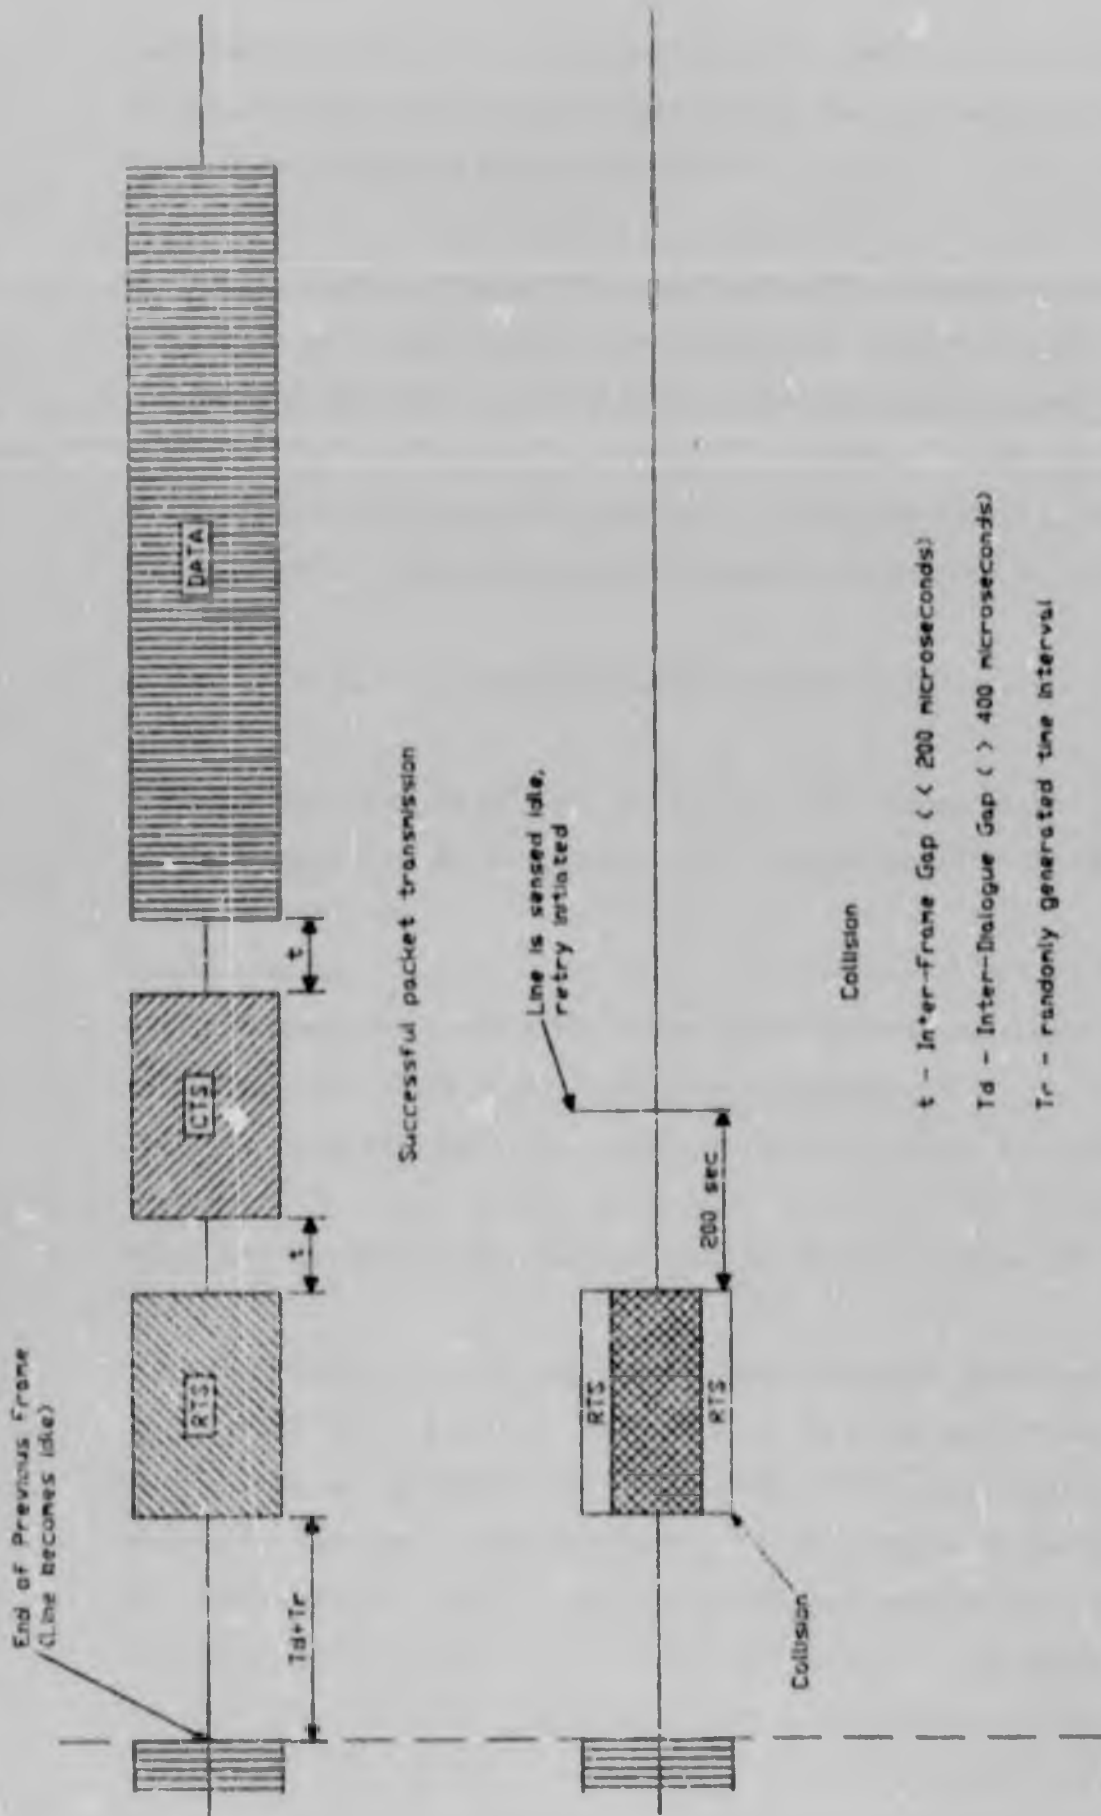 End of Previous Frame
(Line becomes idle)
Td+Tr
RTS
t
CTS
t
DATA
Successful packet transmission
Collision
RTS
RTS
200 sec
Line is sensed idle,
retry initiated
Collision
t - Inter-Frame Gap ( < 200 microseconds)
Td - Inter-Dialogue Gap ( > 400 microseconds)
Tr - randomly generated time interval